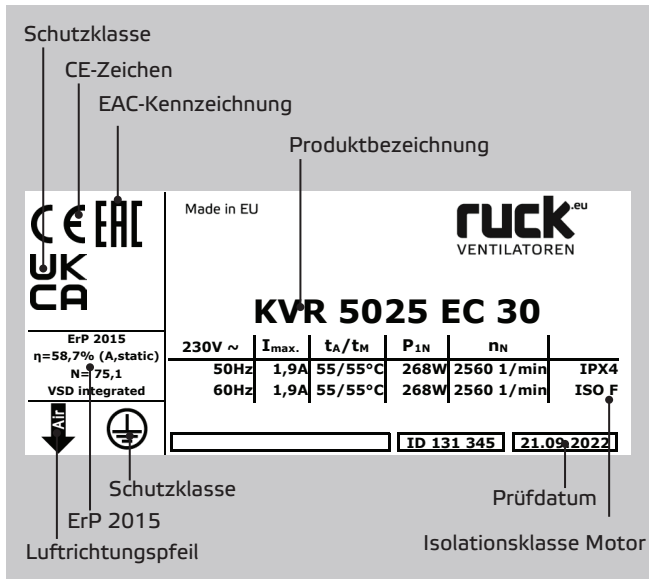 Schutzklasse
CE-Zeichen
EAC-Kennzeichnung
Produktbezeichnung
CE EAC
UK
CA
Made in EU
ruck.eu
VENTILATOREN
KVR 5025 EC 30
ErP 2015
η=58,7% (A,static)
N= 75,1
VSD integrated
230V ~ Imax. tA/tM P1N nN
50Hz 1,9A 55/55°C 268W 2560 1/min IPX4
60Hz 1,9A 55/55°C 268W 2560 1/min ISO F
Air
ID 131 345 21.09.2022
Schutzklasse
ErP 2015
Luftrichtungspfeil
Prüfdatum
Isolationsklasse Motor